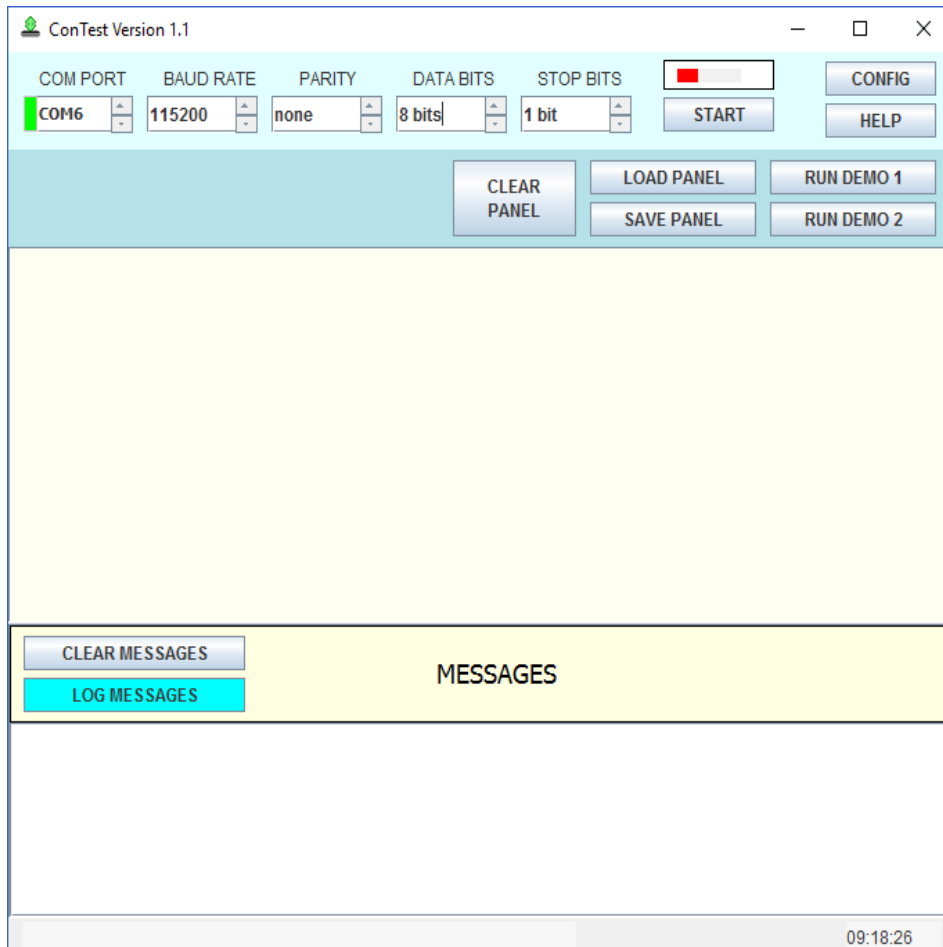 ConTest Version 1.1
COM PORT BAUD RATE PARITY DATA BITS STOP BITS CONFIG
COM6 115200 none 8 bits 1 bit START HELP
CLEAR PANEL LOAD PANEL RUN DEMO 1
SAVE PANEL RUN DEMO 2
CLEAR MESSAGES
MESSAGES
LOG MESSAGES
09:18:26